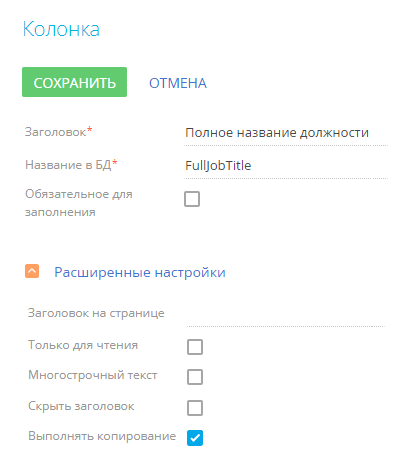 Колонка
СОХРАНИТЬ ОТМЕНА
Заголовок* Полное название должности
Название в БД* FullJobTitle
Обязательное для
заполнения
Расширенные настройки
Заголовок на странице
Только для чтения
Многострочный текст
Скрыть заголовок
Выполнять копирование